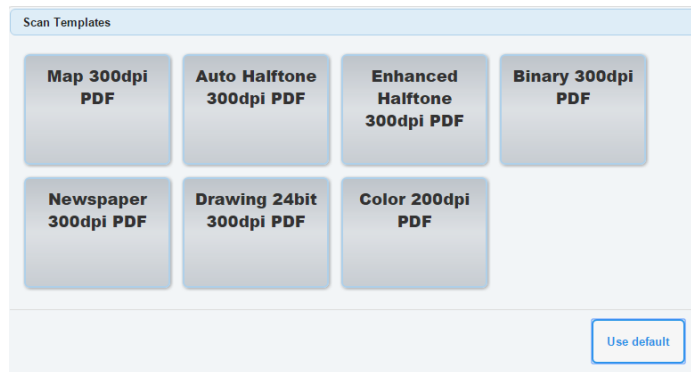 Scan Templates
Map 300dpi
PDF
Auto Halftone
300dpi PDF
Enhanced
Halftone
300dpi PDF
Binary 300dpi
PDF
Newspaper
300dpi PDF
Drawing 24bit
300dpi PDF
Color 200dpi
PDF
Use default